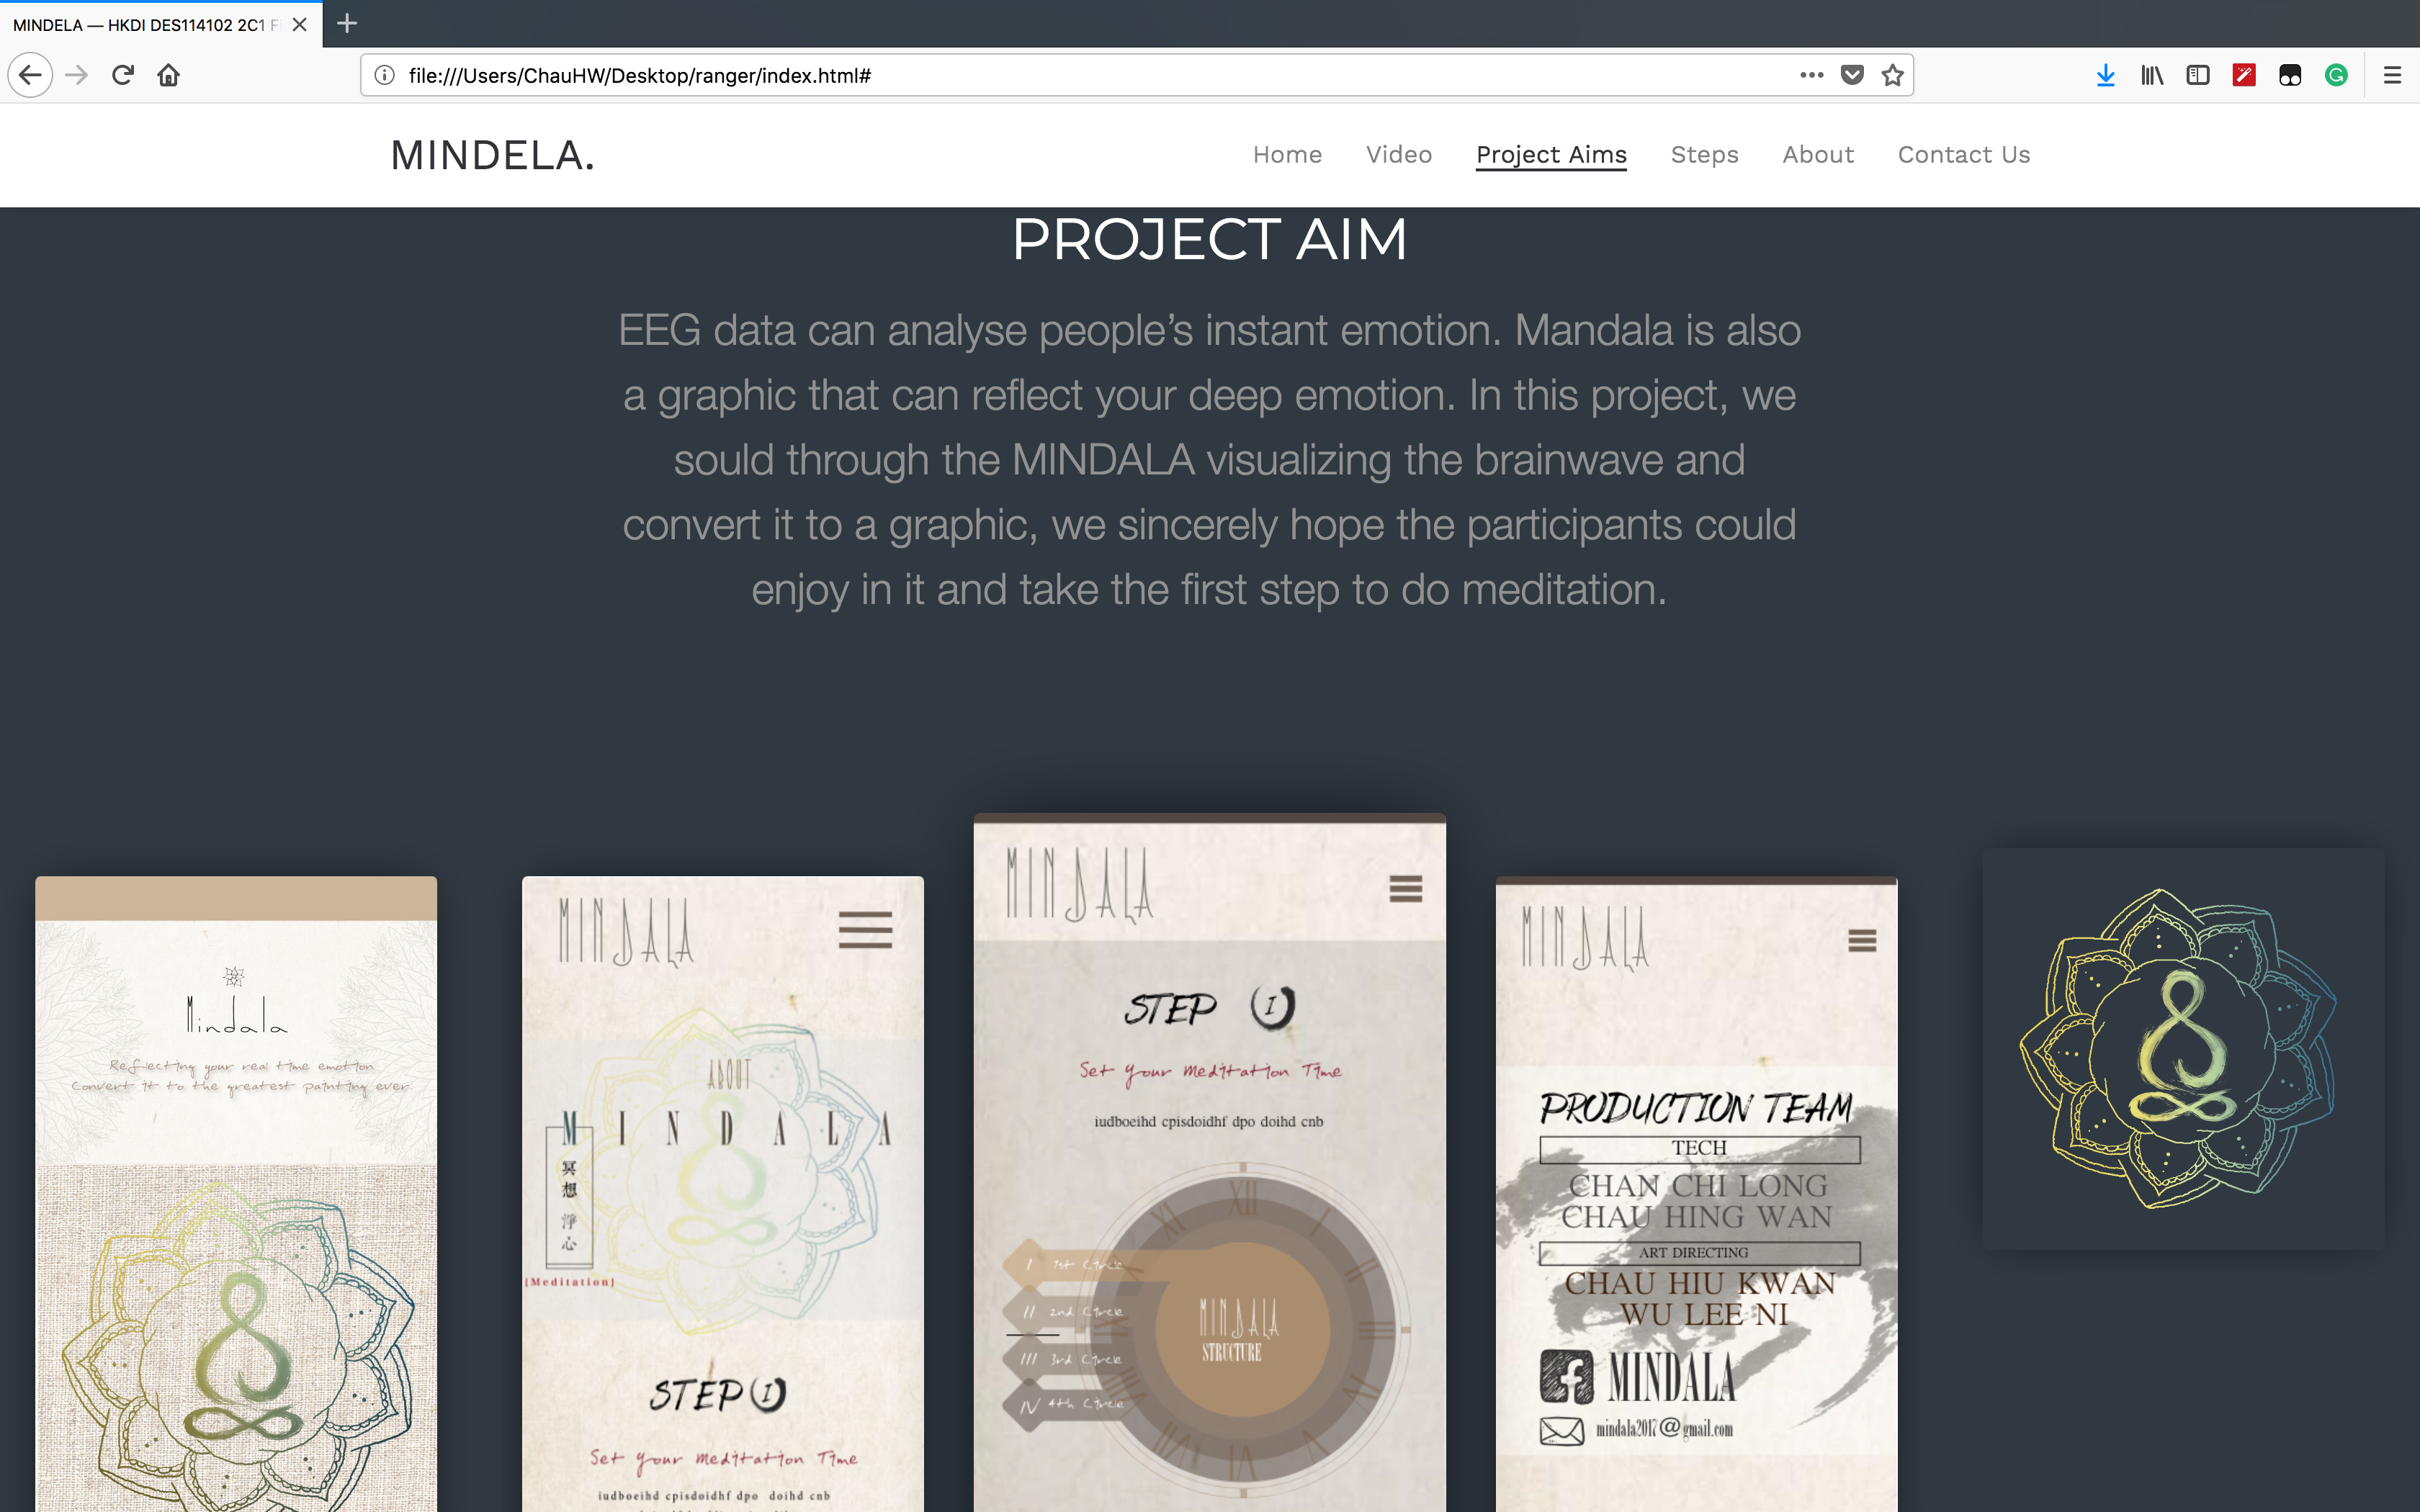 MINDELA — HKDI DES114102 2C1
file:///Users/ChauHW/Desktop/ranger/index.html#
MINDELA.
Home Video Project Aims Steps About Contact Us
PROJECT AIM
EEG data can analyse people’s instant emotion. Mandala is also
a graphic that can reflect your deep emotion. In this project, we
sould through the MINDALA visualizing the brainwave and
convert it to a graphic, we sincerely hope the participants could
enjoy in it and take the first step to do meditation.
Mindala
Reflecting your real time emotion
Convert it to the greatest painting ever.
MINDALA
ABOUT
MINDALA
冥想 淨心
{Meditation}
STEP I
Set Your Meditation Time
iudboeihd cpisdoidhf dpo doihd cnb
MINDALA
STEP I
Set Your Meditation Time
iudboeihd cpisdoidhf dpo doihd cnb
XII
I
II
III
IV
V
VI
VII
XI
I 1st Circle
II 2nd Circle
III 3rd Circle
IV 4th Circle
MINDALA
STRUCTURE
MINDALA
PRODUCTION TEAM
TECH
CHAN CHI LONG
CHAU HING WAN
ART DIRECTING
CHAU HIU KWAN
WU LEE NI
MINDALA
mindala2017@gmail.com